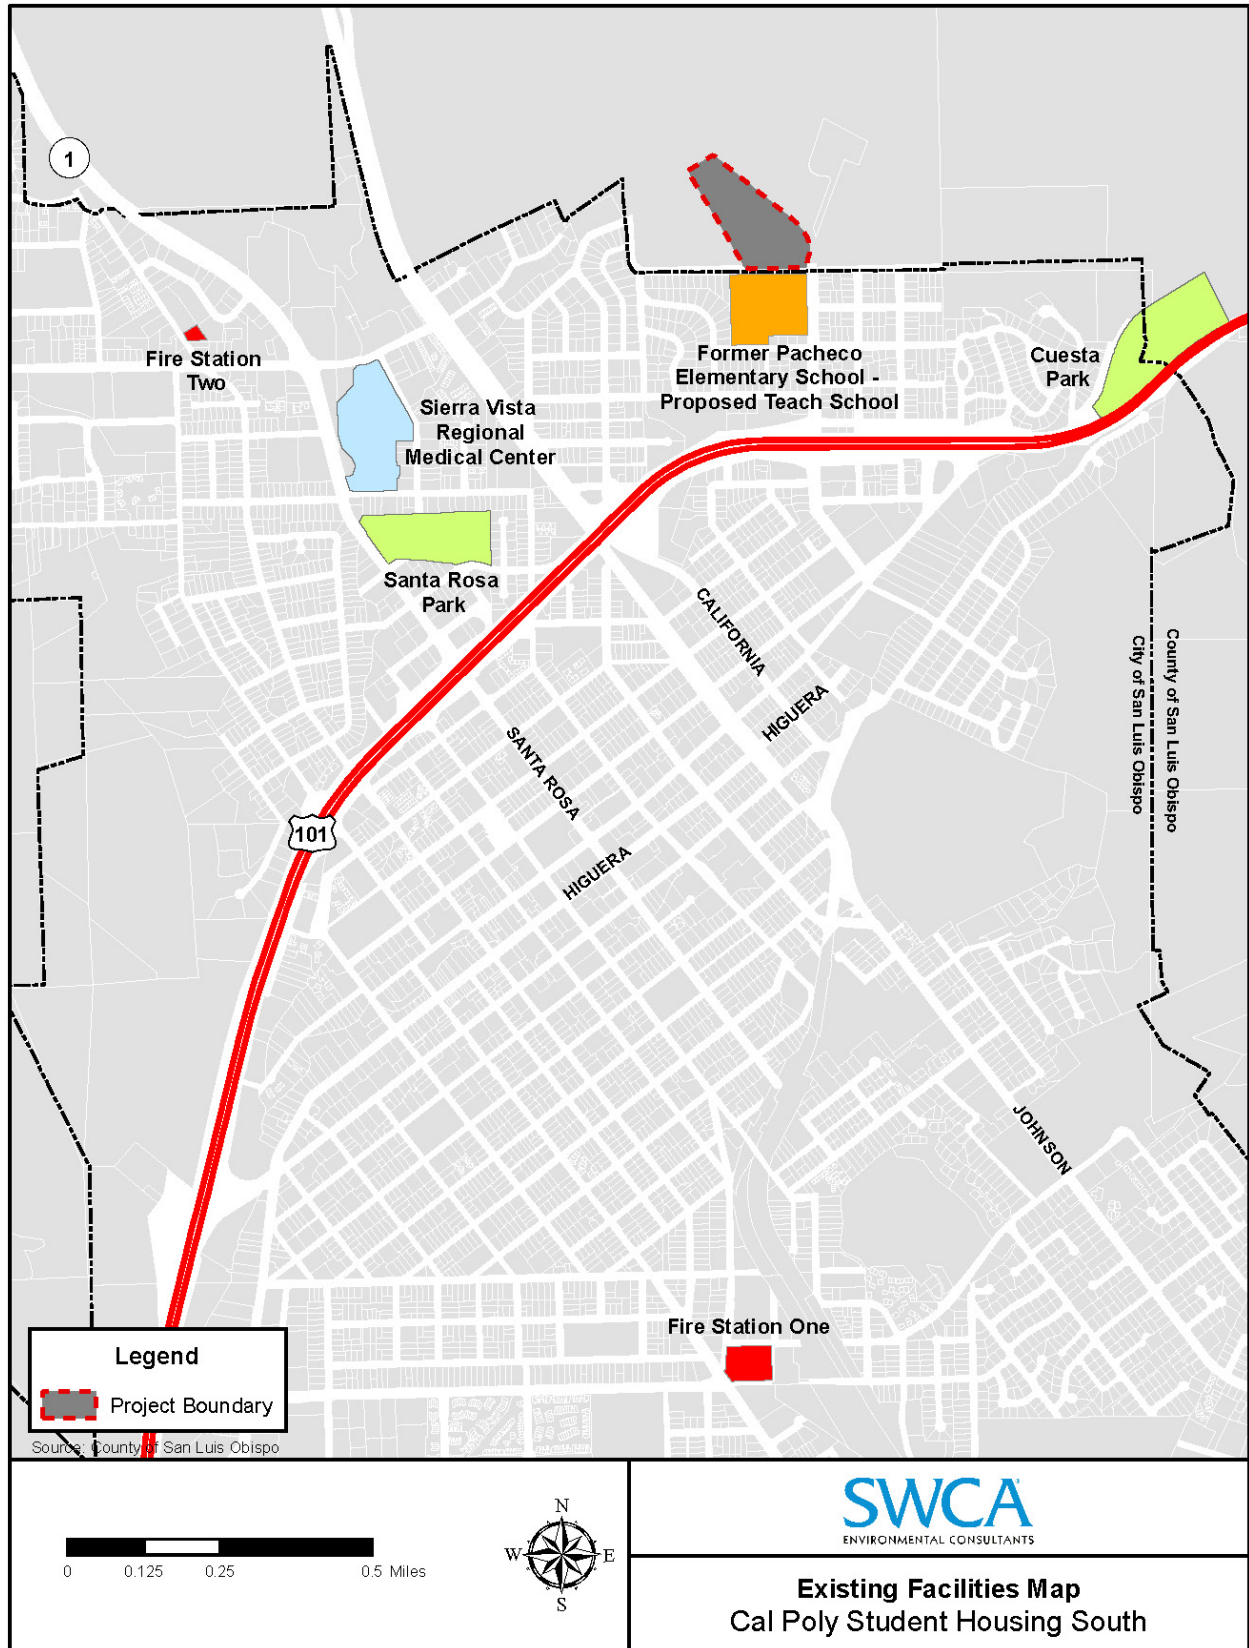 1
Fire Station
Two
Sierra Vista
Regional
Medical Center
Former Pacheco
Elementary School -
Proposed Teach School
Cuesta
Park
Santa Rosa
Park
CALIFORNIA
HIGUERA
County of San Luis Obispo
City of San Luis Obispo
SANTA ROSA
HIGUERA
101
JOHNSON
Fire Station One
Legend
Project Boundary
Source: County of San Luis Obispo
0 0.125 0.25 0.5 Miles
N
W E
S
SWCA
ENVIRONMENTAL CONSULTANTS
Existing Facilities Map
Cal Poly Student Housing South